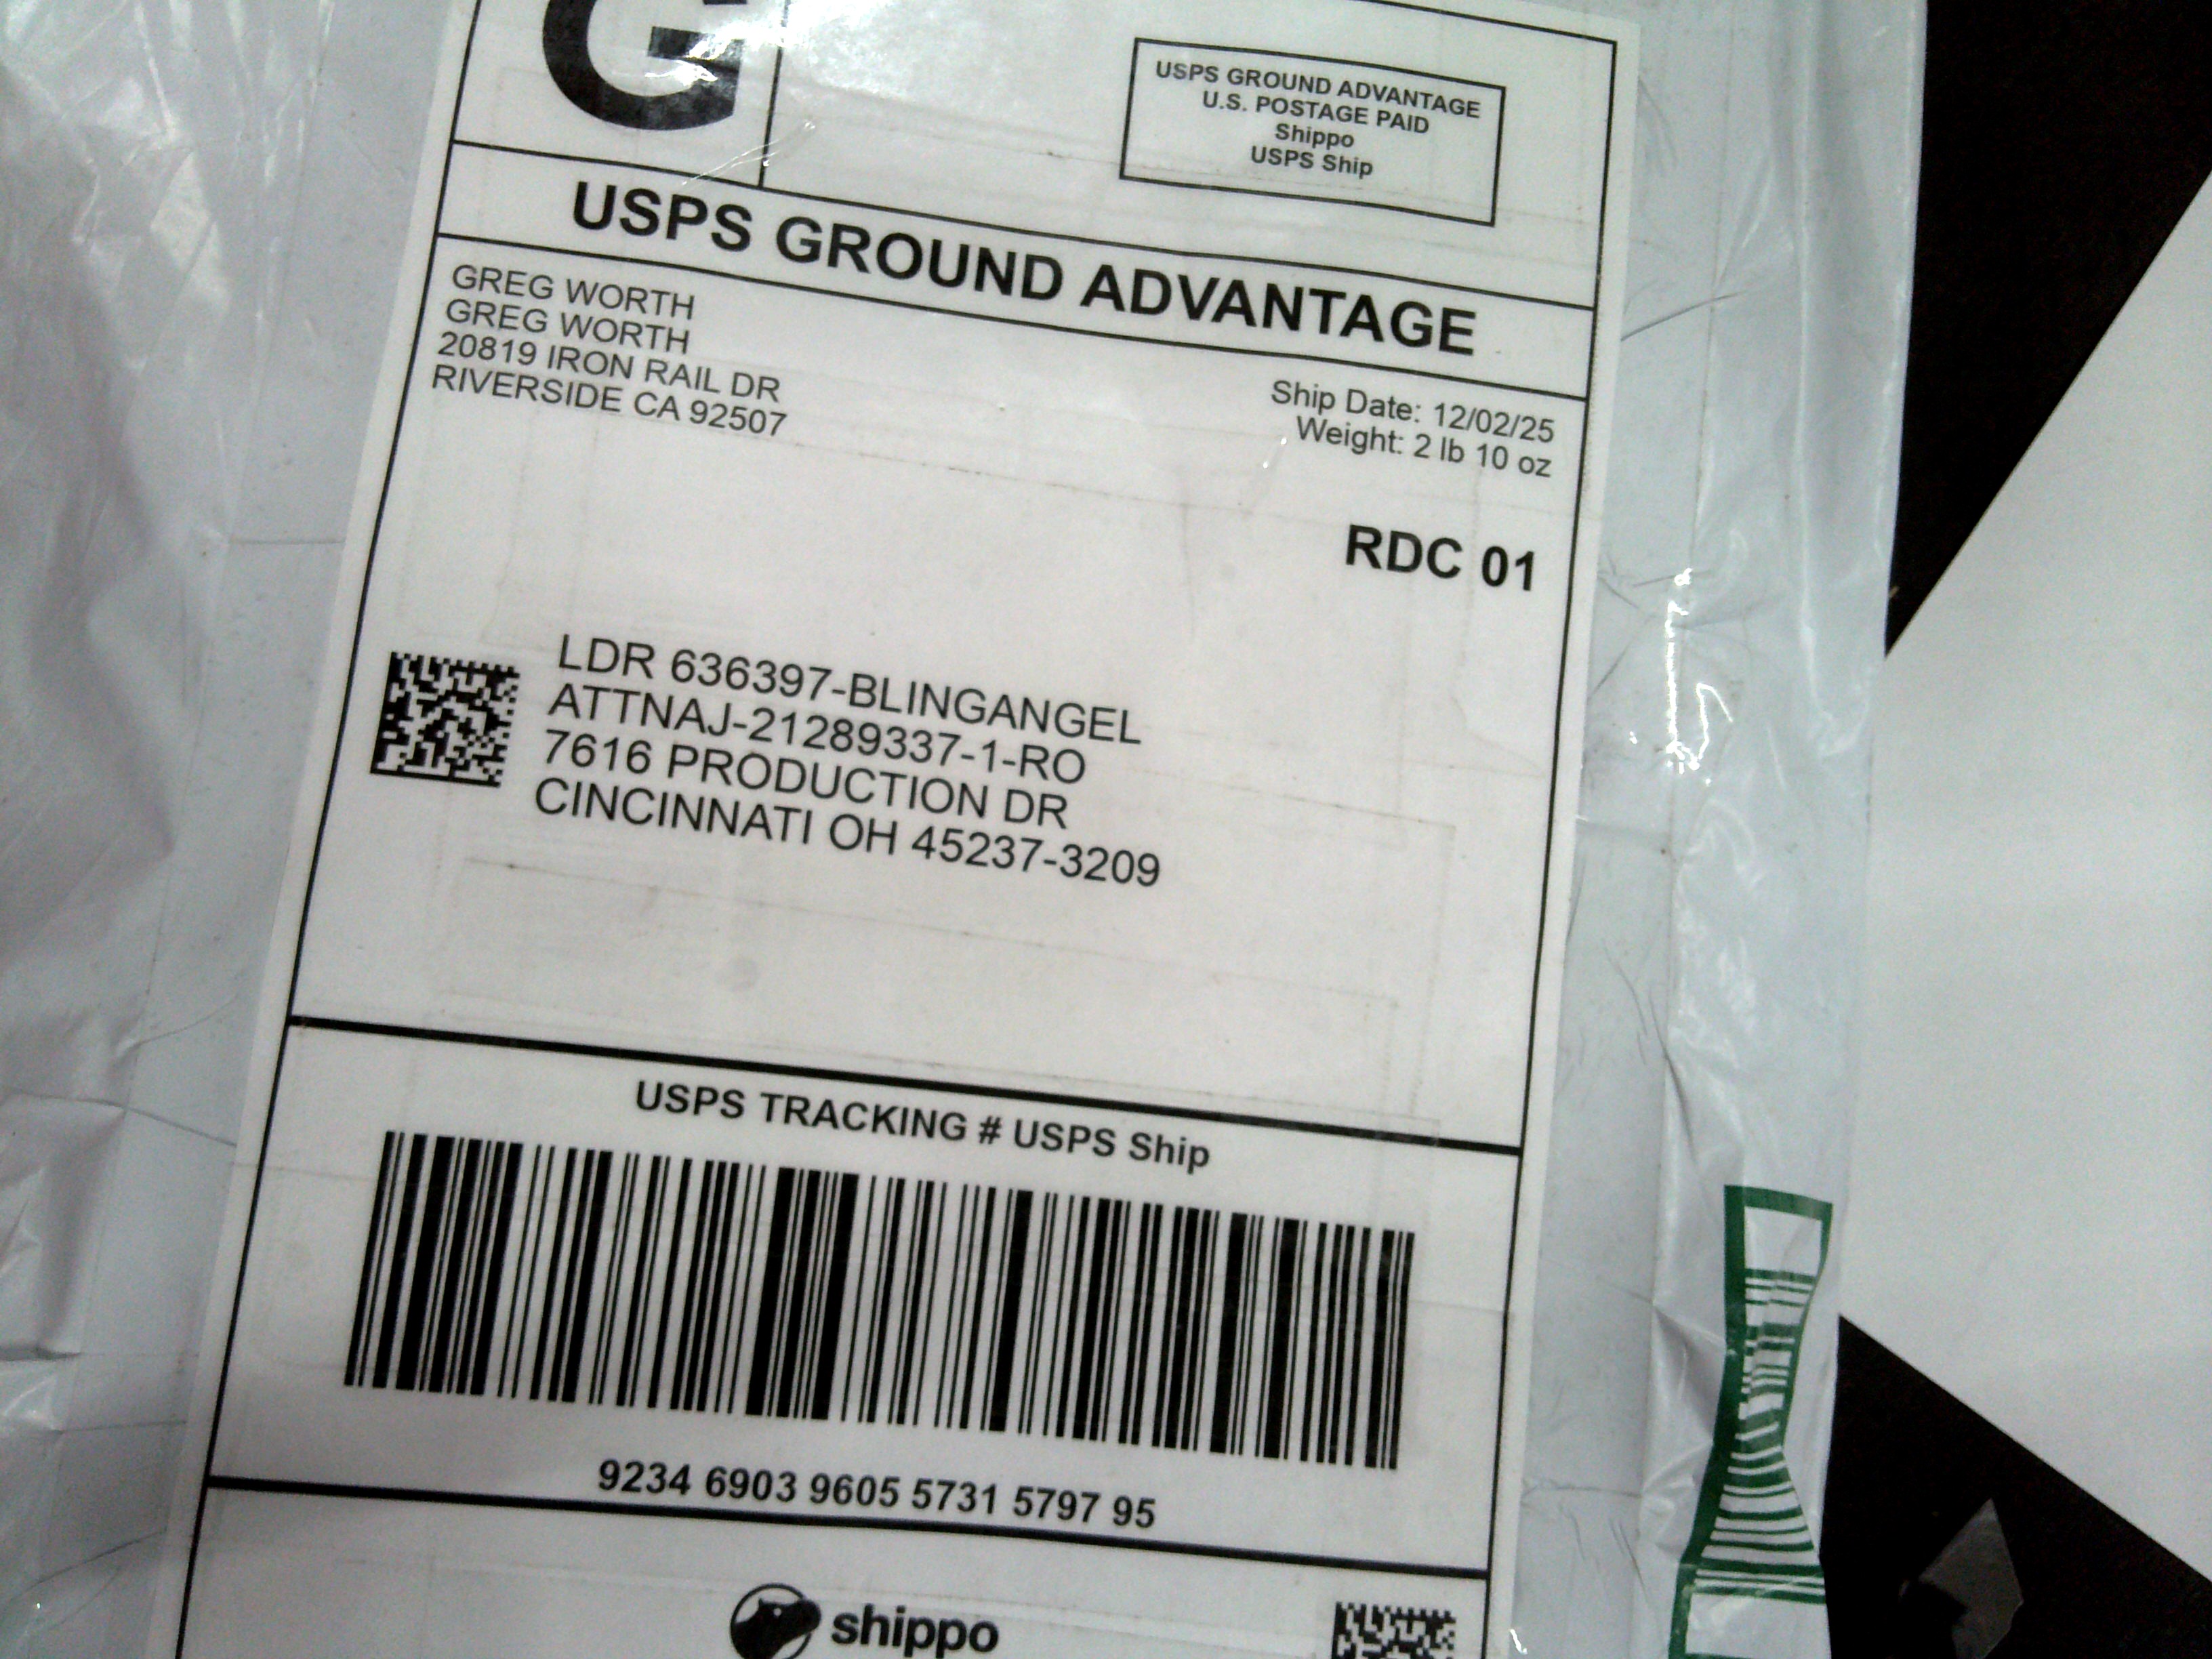 G
USPS GROUND ADVANTAGE
U.S. POSTAGE PAID
Shippo
USPS Ship
USPS GROUND ADVANTAGE
GREG WORTH
GREG WORTH
20819 IRON RAIL DR
RIVERSIDE CA 92507
Ship Date: 12/02/25
Weight: 2 lb 10 oz
RDC 01
LDR 636397-BLINGANGEL
ATTNAJ-21289337-1-RO
7616 PRODUCTION DR
CINCINNATI OH 45237-3209
USPS TRACKING # USPS Ship
9234 6903 9605 5731 5797 95
shippo